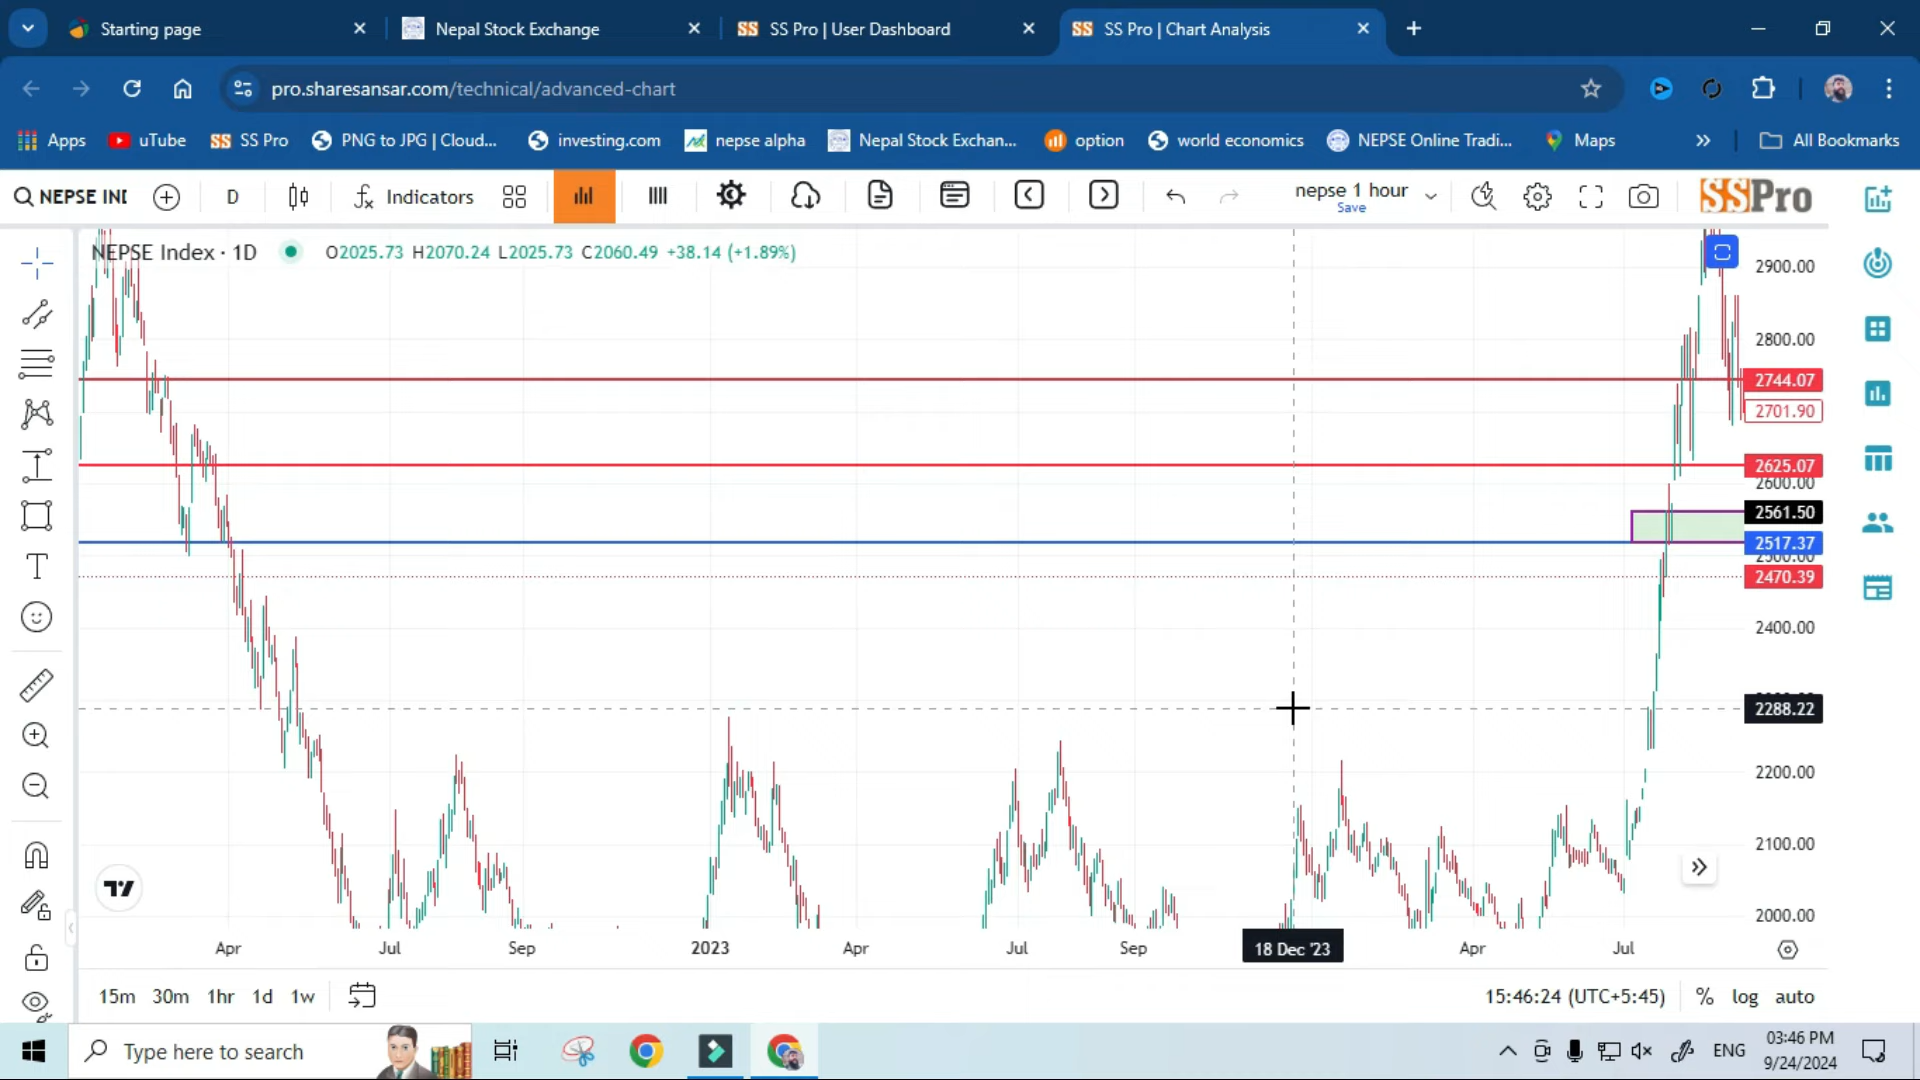 Starting page
Nepal Stock Exchange
SS SS Pro | User Dashboard
SS SS Pro | Chart Analysis
pro.sharesansar.com/technical/advanced-chart
Apps
uTube
SS SS Pro
PNG to JPG | Cloud...
investing.com
nepse alpha
Nepal Stock Exchan...
option
world economics
NEPSE Online Tradi...
Maps
All Bookmarks
NEPSE INI
D
Indicators
nepse 1 hour
Save
SSPro
NEPSE Index · 1D
O2025.73 H2070.24 L2025.73 C2060.49 +38.14 (+1.89%)
2900.00
2800.00
2744.07
2701.90
2625.07
2600.00
2561.50
2517.37
2500.00
2470.39
2400.00
2288.22
2200.00
2100.00
2000.00
Apr
Jul
Sep
2023
Apr
Jul
Sep
18 Dec '23
Apr
Jul
15m 30m 1hr 1d 1w
15:46:24 (UTC+5:45)
% log auto
Type here to search
ENG
03:46 PM
9/24/2024